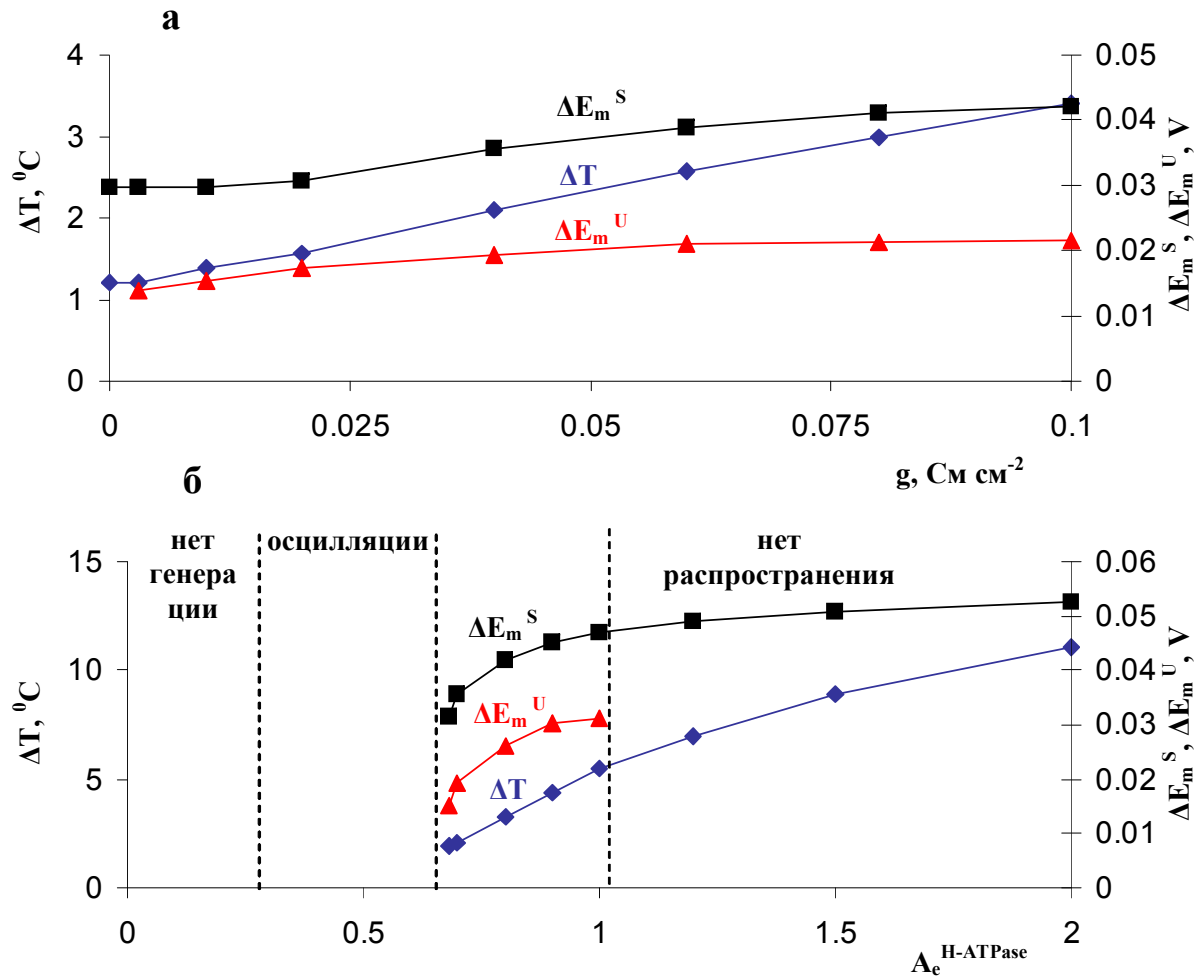 а
4
3
2
1
0
ΔT, ⁰C
ΔEₘ ˢ
ΔT
ΔEₘ ᵁ
0.05
0.04
0.03
0.02
0.01
0
ΔEₘ ˢ, ΔEₘ ᵁ, V
0 0.025 0.05 0.075 0.1
g, См см⁻²
б
нет
генера
ции
осцилляции
нет
распространения
15
10
5
0
ΔT, ⁰C
ΔEₘ ˢ
ΔEₘ ᵁ
ΔT
0.06
0.05
0.04
0.03
0.02
0.01
0
ΔEₘ ˢ, ΔEₘ ᵁ, V
0 0.5 1 1.5 2
Aₑ H-ATPase